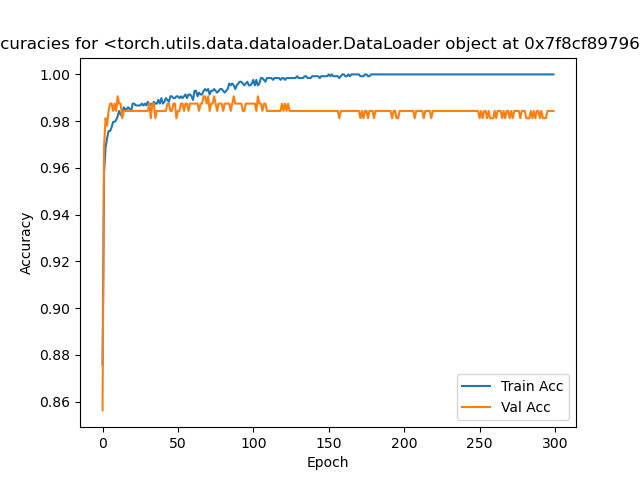 curacies for <torch.utils.data.dataloader.DataLoader object at 0x7f8cf89796
1.00
0.98
0.96
0.94
0.92
0.90
0.88
0.86
Accuracy
Train Acc
Val Acc
0 50 100 150 200 250 300
Epoch